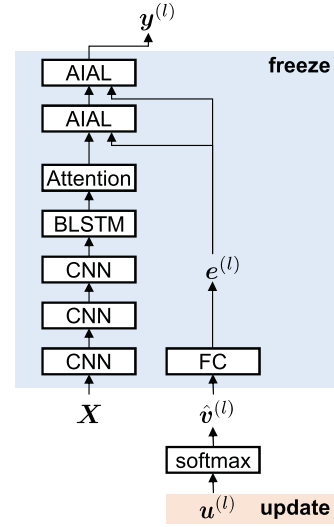 y^(l)
freeze
AIAL
AIAL
Attention
BLSTM
CNN
e^(l)
CNN
CNN
FC
X
v̂^(l)
softmax
u^(l)
update